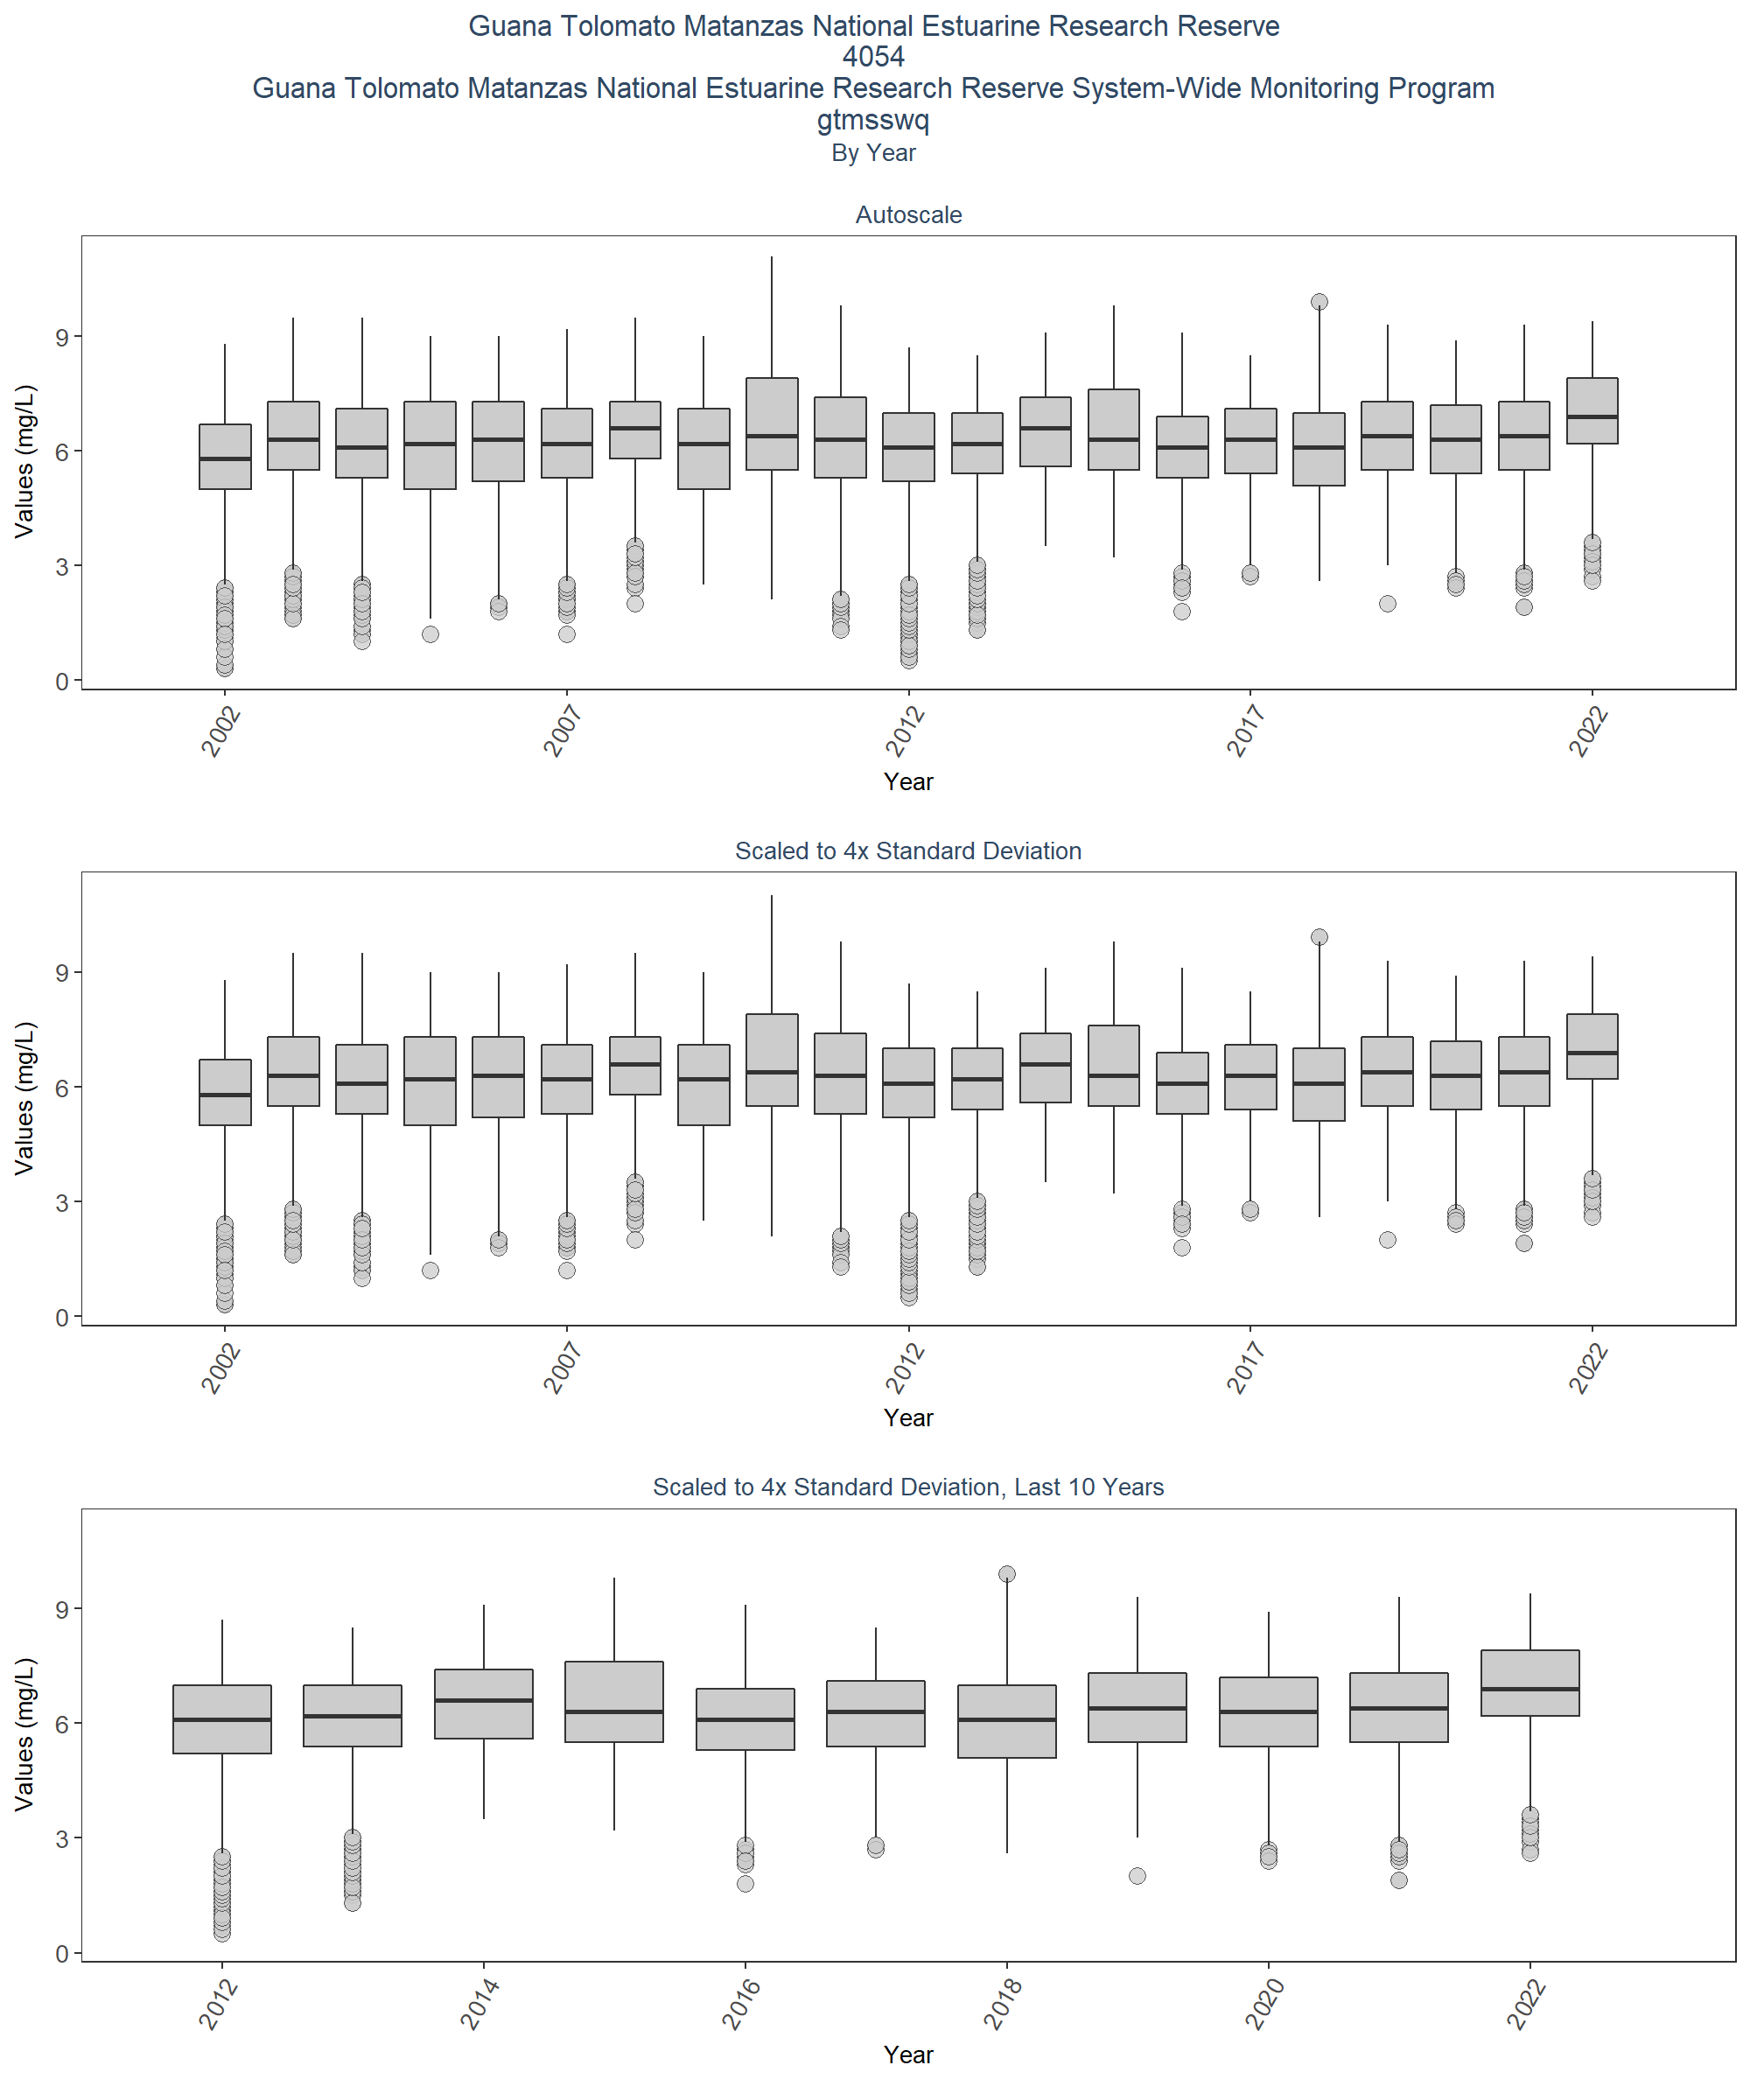 Guana Tolomato Matanzas National Estuarine Research Reserve
4054
Guana Tolomato Matanzas National Estuarine Research Reserve System-Wide Monitoring Program
gtmsswq
By Year
Autoscale
Values (mg/L)
9
6
3
0
2002
2007
2012
2017
2022
Year
Scaled to 4x Standard Deviation
Values (mg/L)
9
6
3
0
2002
2007
2012
2017
2022
Year
Scaled to 4x Standard Deviation, Last 10 Years
Values (mg/L)
9
6
3
0
2012
2014
2016
2018
2020
2022
Year